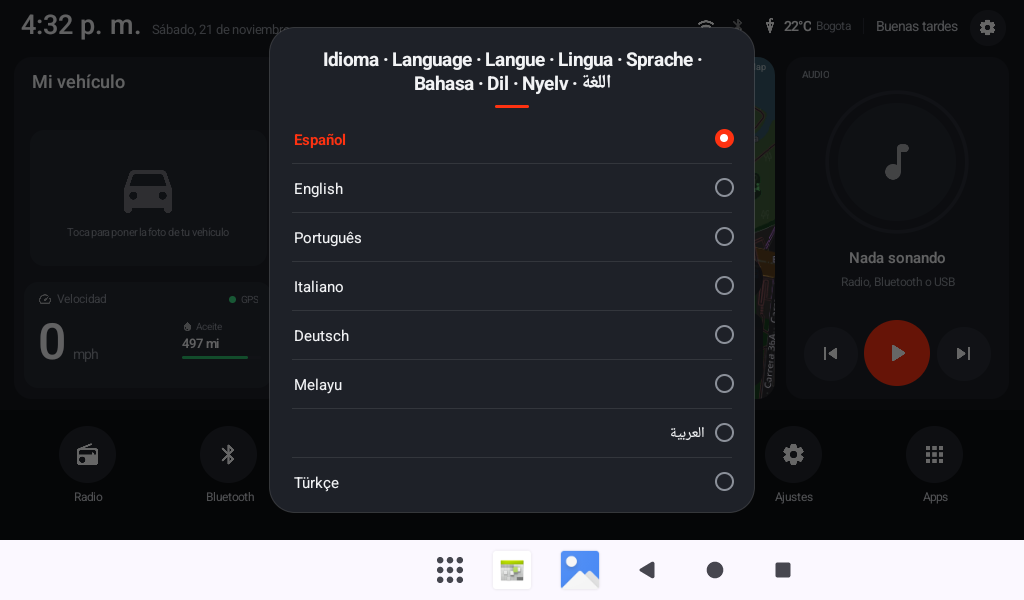 4:32 p. m.
Sábado, 21 de noviembre
22°C Bogota
Buenas tardes
Mi vehículo
Toca para poner la foto de tu vehículo
Velocidad
GPS
0 mph
Aceite
497 mi
Idioma · Language · Langue · Lingua · Sprache ·
Bahasa · Dil · Nyelv · اللغة
Español
English
Português
Italiano
Deutsch
Melayu
العربية
Türkçe
Carrera 36A
AUDIO
Nada sonando
Radio, Bluetooth o USB
Radio
Bluetooth
Ajustes
Apps